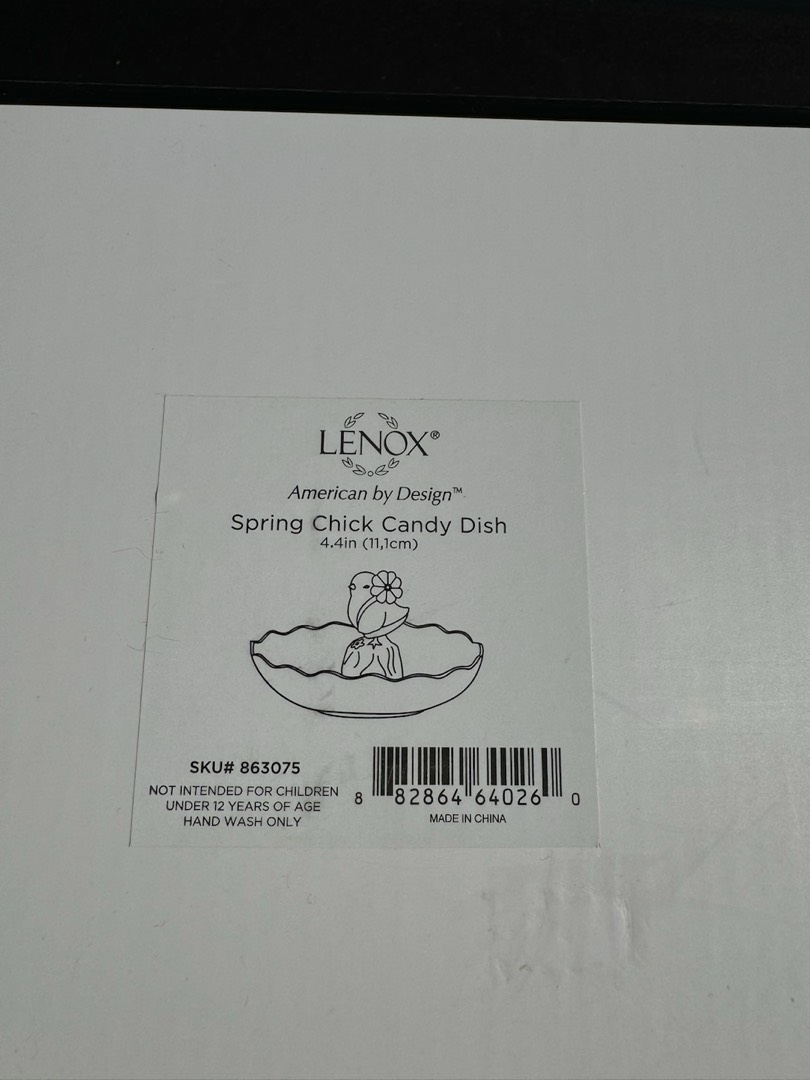 LENOX®
American by Design™
Spring Chick Candy Dish
4.4in (11,1cm)
SKU# 863075
NOT INTENDED FOR CHILDREN
UNDER 12 YEARS OF AGE
HAND WASH ONLY
8 82864 64026 0
MADE IN CHINA